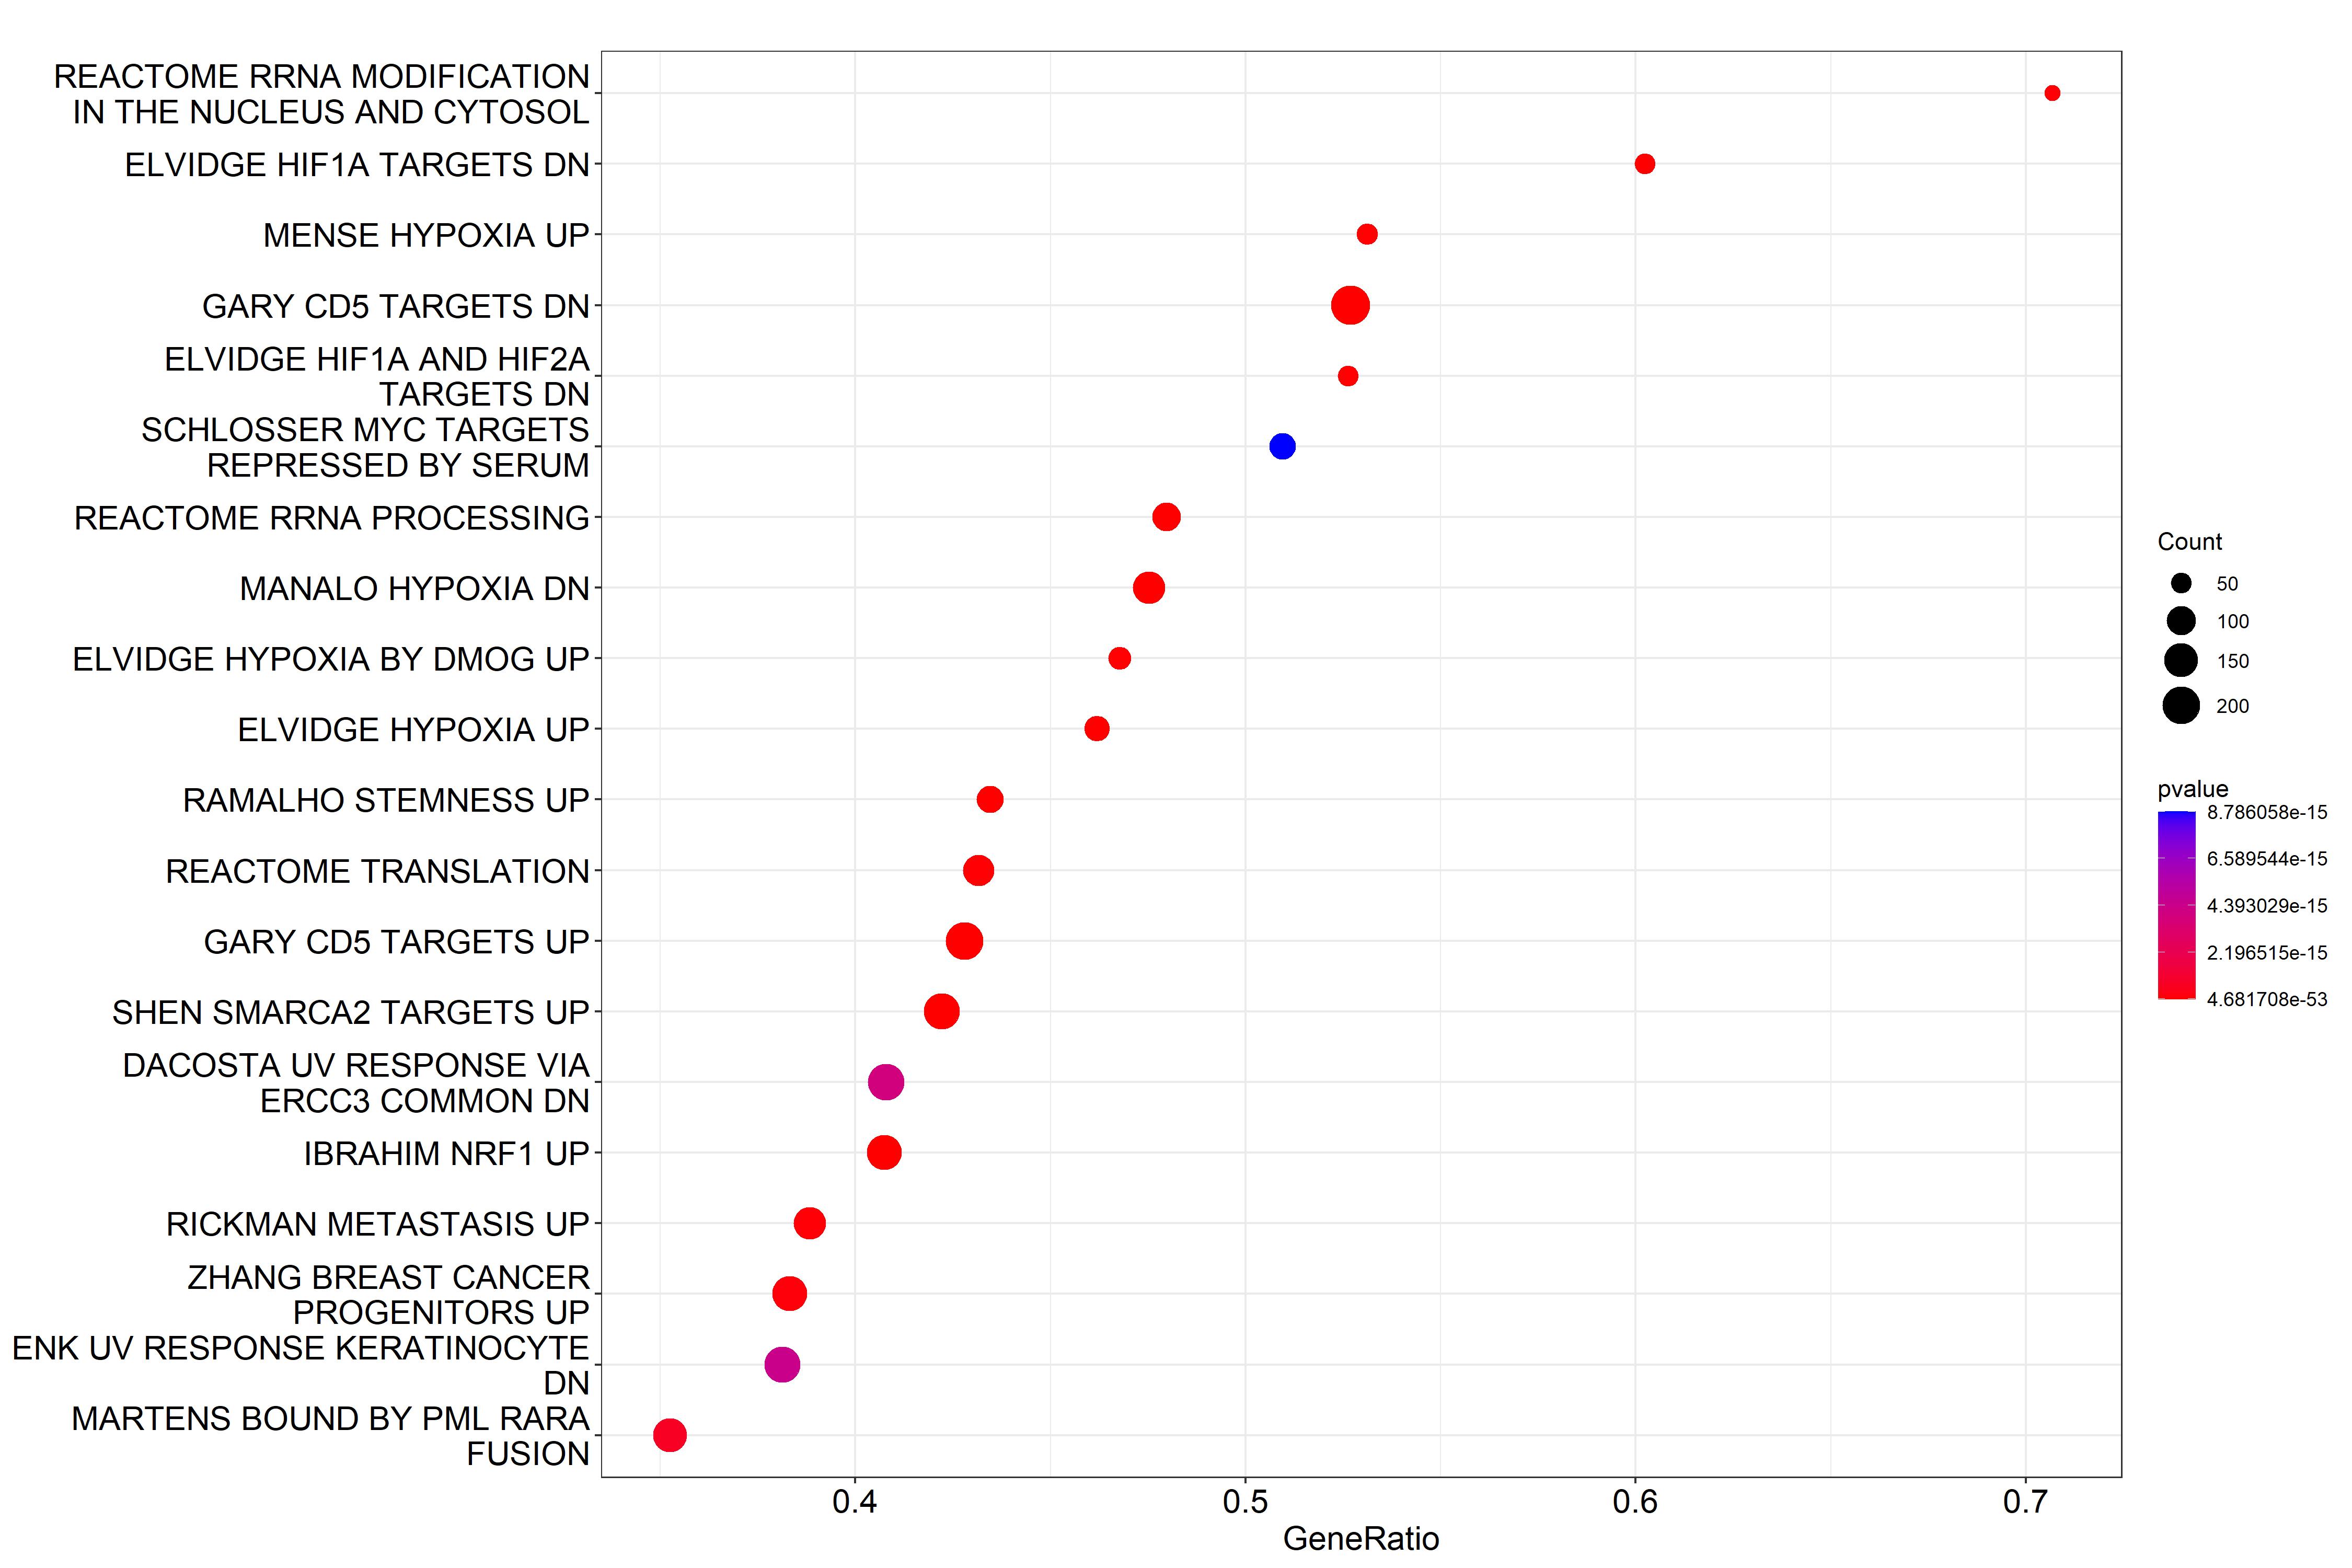 REACTOME RRNA MODIFICATION
IN THE NUCLEUS AND CYTOSOL
ELVIDGE HIF1A TARGETS DN
MENSE HYPOXIA UP
GARY CD5 TARGETS DN
ELVIDGE HIF1A AND HIF2A
TARGETS DN
SCHLOSSER MYC TARGETS
REPRESSED BY SERUM
REACTOME RRNA PROCESSING
MANALO HYPOXIA DN
ELVIDGE HYPOXIA BY DMOG UP
ELVIDGE HYPOXIA UP
RAMALHO STEMNESS UP
REACTOME TRANSLATION
GARY CD5 TARGETS UP
SHEN SMARCA2 TARGETS UP
DACOSTA UV RESPONSE VIA
ERCC3 COMMON DN
IBRAHIM NRF1 UP
RICKMAN METASTASIS UP
ZHANG BREAST CANCER
PROGENITORS UP
ENK UV RESPONSE KERATINOCYTE
DN
MARTENS BOUND BY PML RARA
FUSION
0.4
0.5
0.6
0.7
GeneRatio
Count
50
100
150
200
pvalue
8.786058e-15
6.589544e-15
4.393029e-15
2.196515e-15
4.681708e-53